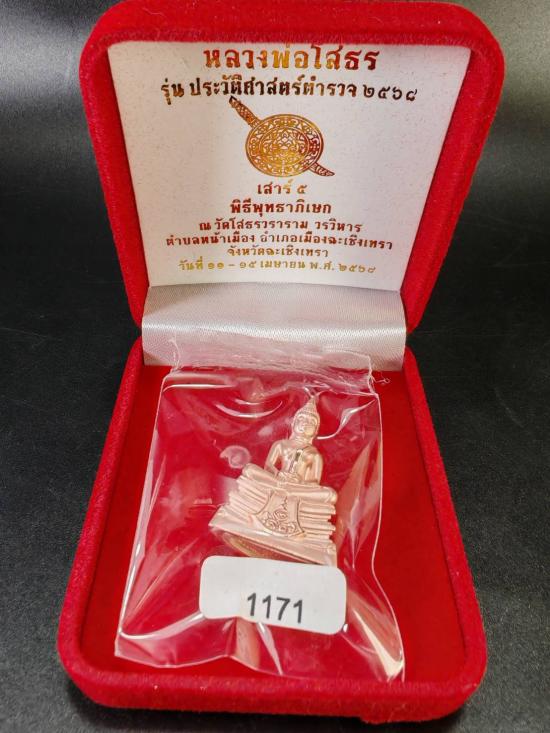 หลวงพ่อโสธร
รุ่น ประวัติศาสตร์ตำรวจ ๒๕๖๘
เสาร์ ๕
พิธีพุทธาภิเษก
ณ วัดโสธรวราราม วรวิหาร
ตำบลหน้าเมือง อำเภอเมืองฉะเชิงเทรา
จังหวัดฉะเชิงเทรา
วันที่ ๑๑ - ๑๕ เมษายน พ.ศ. ๒๕๖๘
1171